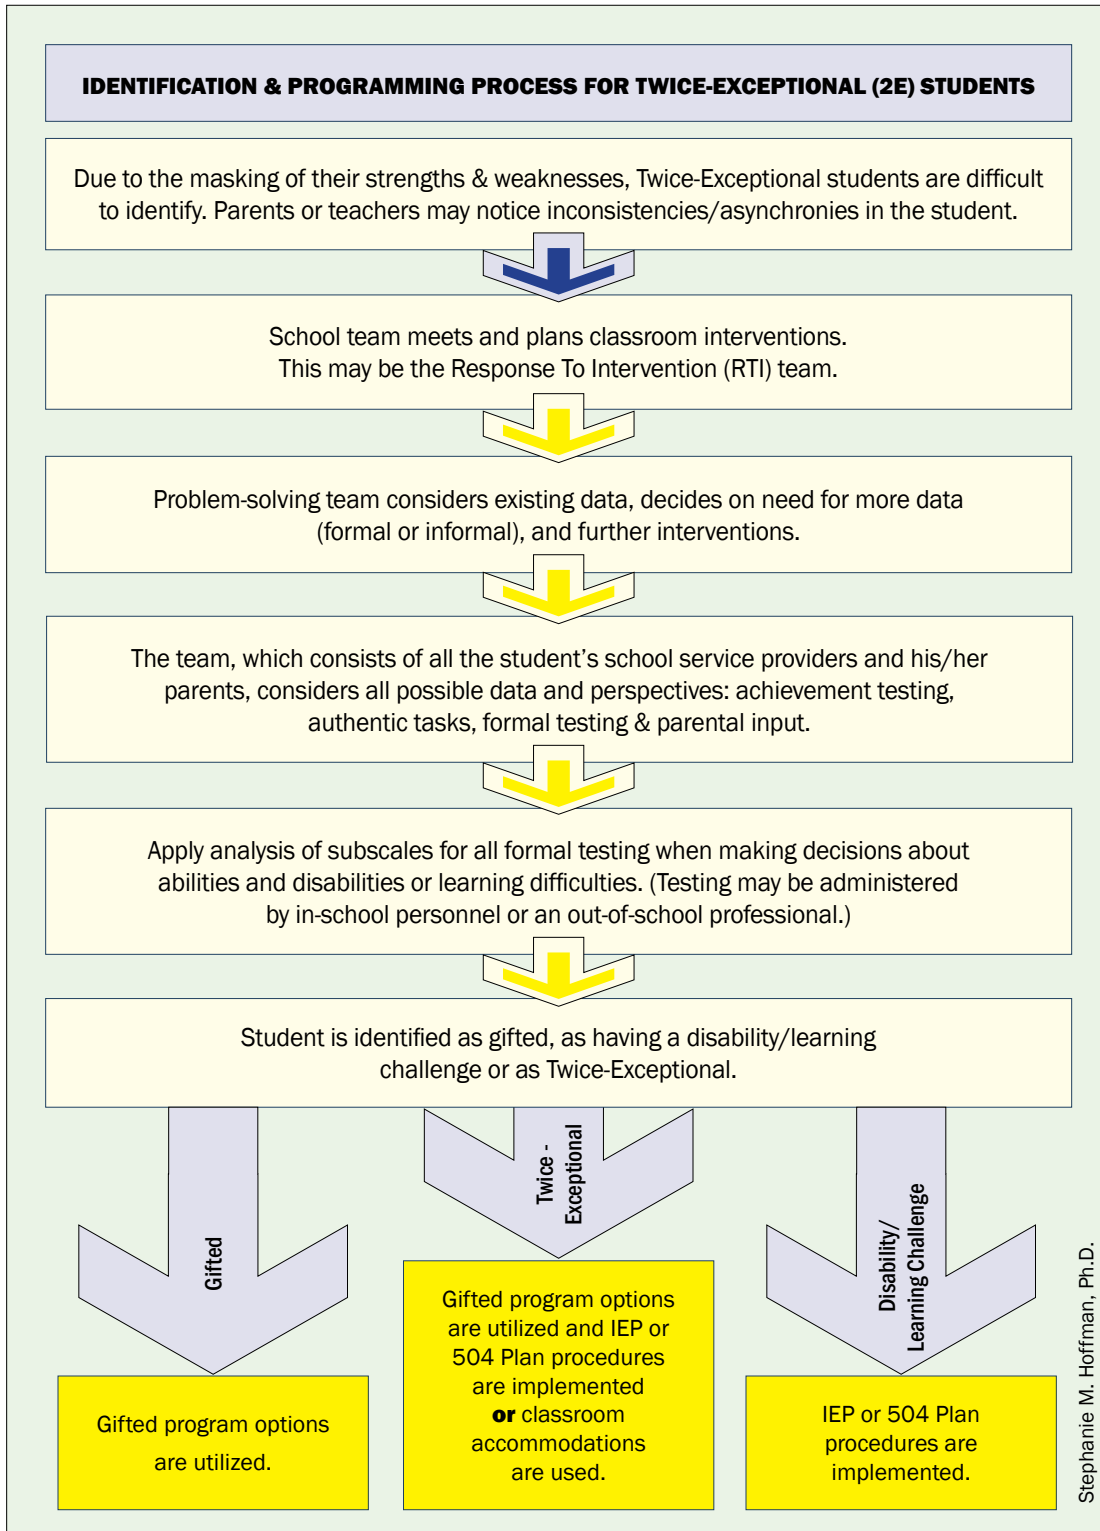 IDENTIFICATION & PROGRAMMING PROCESS FOR TWICE-EXCEPTIONAL (2E) STUDENTS
Due to the masking of their strengths & weaknesses, Twice-Exceptional students are difficult
to identify. Parents or teachers may notice inconsistencies/asynchronies in the student.
School team meets and plans classroom interventions.
This may be the Response To Intervention (RTI) team.
Problem-solving team considers existing data, decides on need for more data
(formal or informal), and further interventions.
The team, which consists of all the student’s school service providers and his/her
parents, considers all possible data and perspectives: achievement testing,
authentic tasks, formal testing & parental input.
Apply analysis of subscales for all formal testing when making decisions about
abilities and disabilities or learning difficulties. (Testing may be administered
by in-school personnel or an out-of-school professional.)
Student is identified as gifted, as having a disability/learning
challenge or as Twice-Exceptional.
Gifted
Twice -
Exceptional
Disability/
Learning Challenge
Gifted program options
are utilized.
Gifted program options
are utilized and IEP or
504 Plan procedures
are implemented
or classroom
accommodations
are used.
IEP or 504 Plan
procedures are
implemented.
Stephanie M. Hoffman, Ph.D.